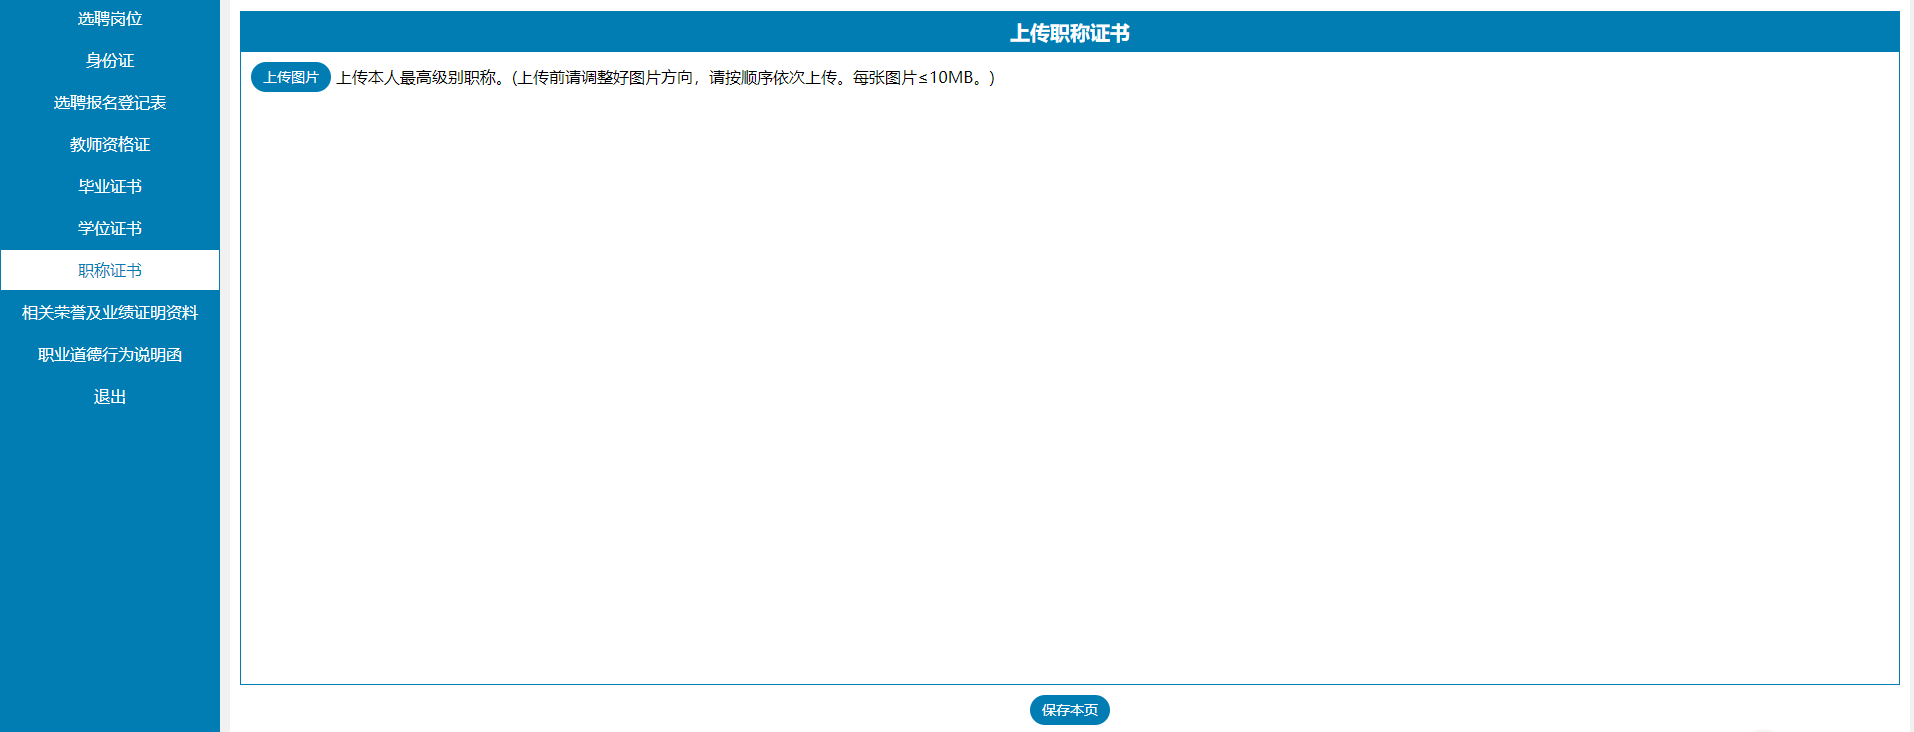 选聘岗位
身份证
选聘报名登记表
教师资格证
毕业证书
学位证书
职称证书
相关荣誉及业绩证明资料
职业道德行为说明函
退出
上传职称证书
上传图片 上传本人最高级别职称。(上传前请调整好图片方向，请按顺序依次上传。每张图片≤10MB。)
保存本页